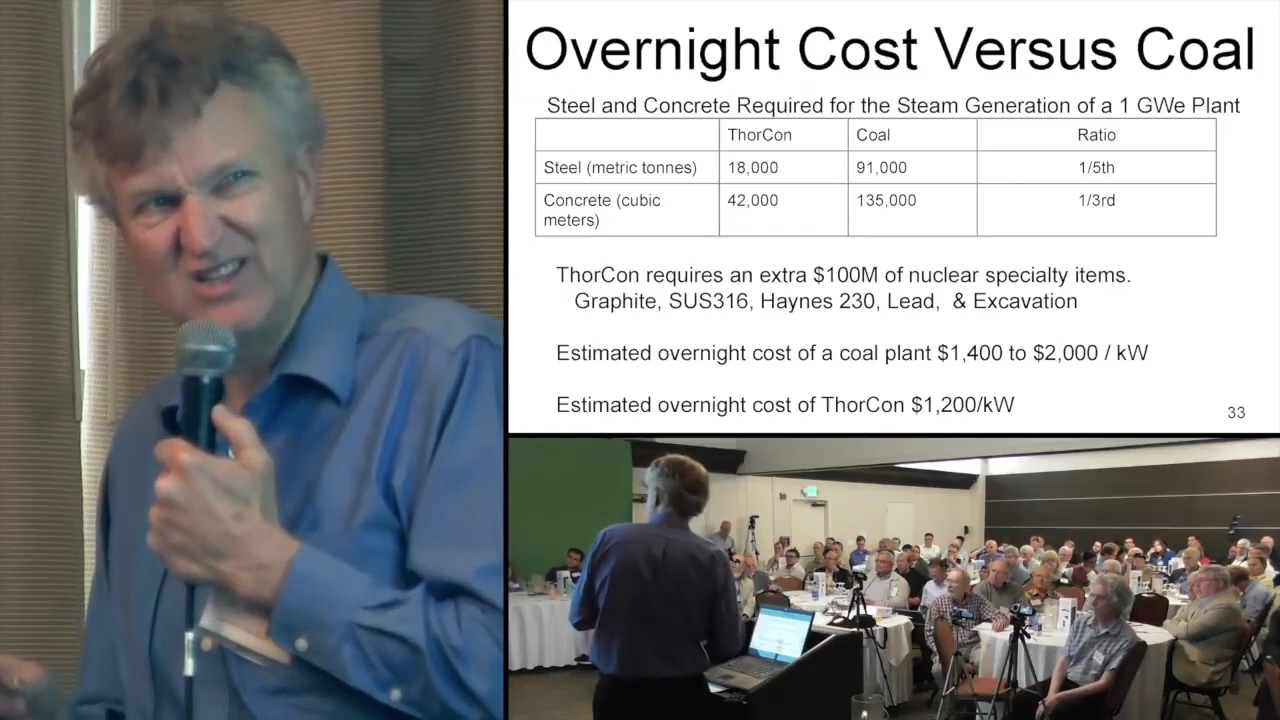 Overnight Cost Versus Coal
Steel and Concrete Required for the Steam Generation of a 1 GWe Plant
ThorCon Coal Ratio
Steel (metric tonnes) 18,000 91,000 1/5th
Concrete (cubic
meters) 42,000 135,000 1/3rd
ThorCon requires an extra $100M of nuclear specialty items.
Graphite, SUS316, Haynes 230, Lead, & Excavation
Estimated overnight cost of a coal plant $1,400 to $2,000 / kW
Estimated overnight cost of ThorCon $1,200/kW
33